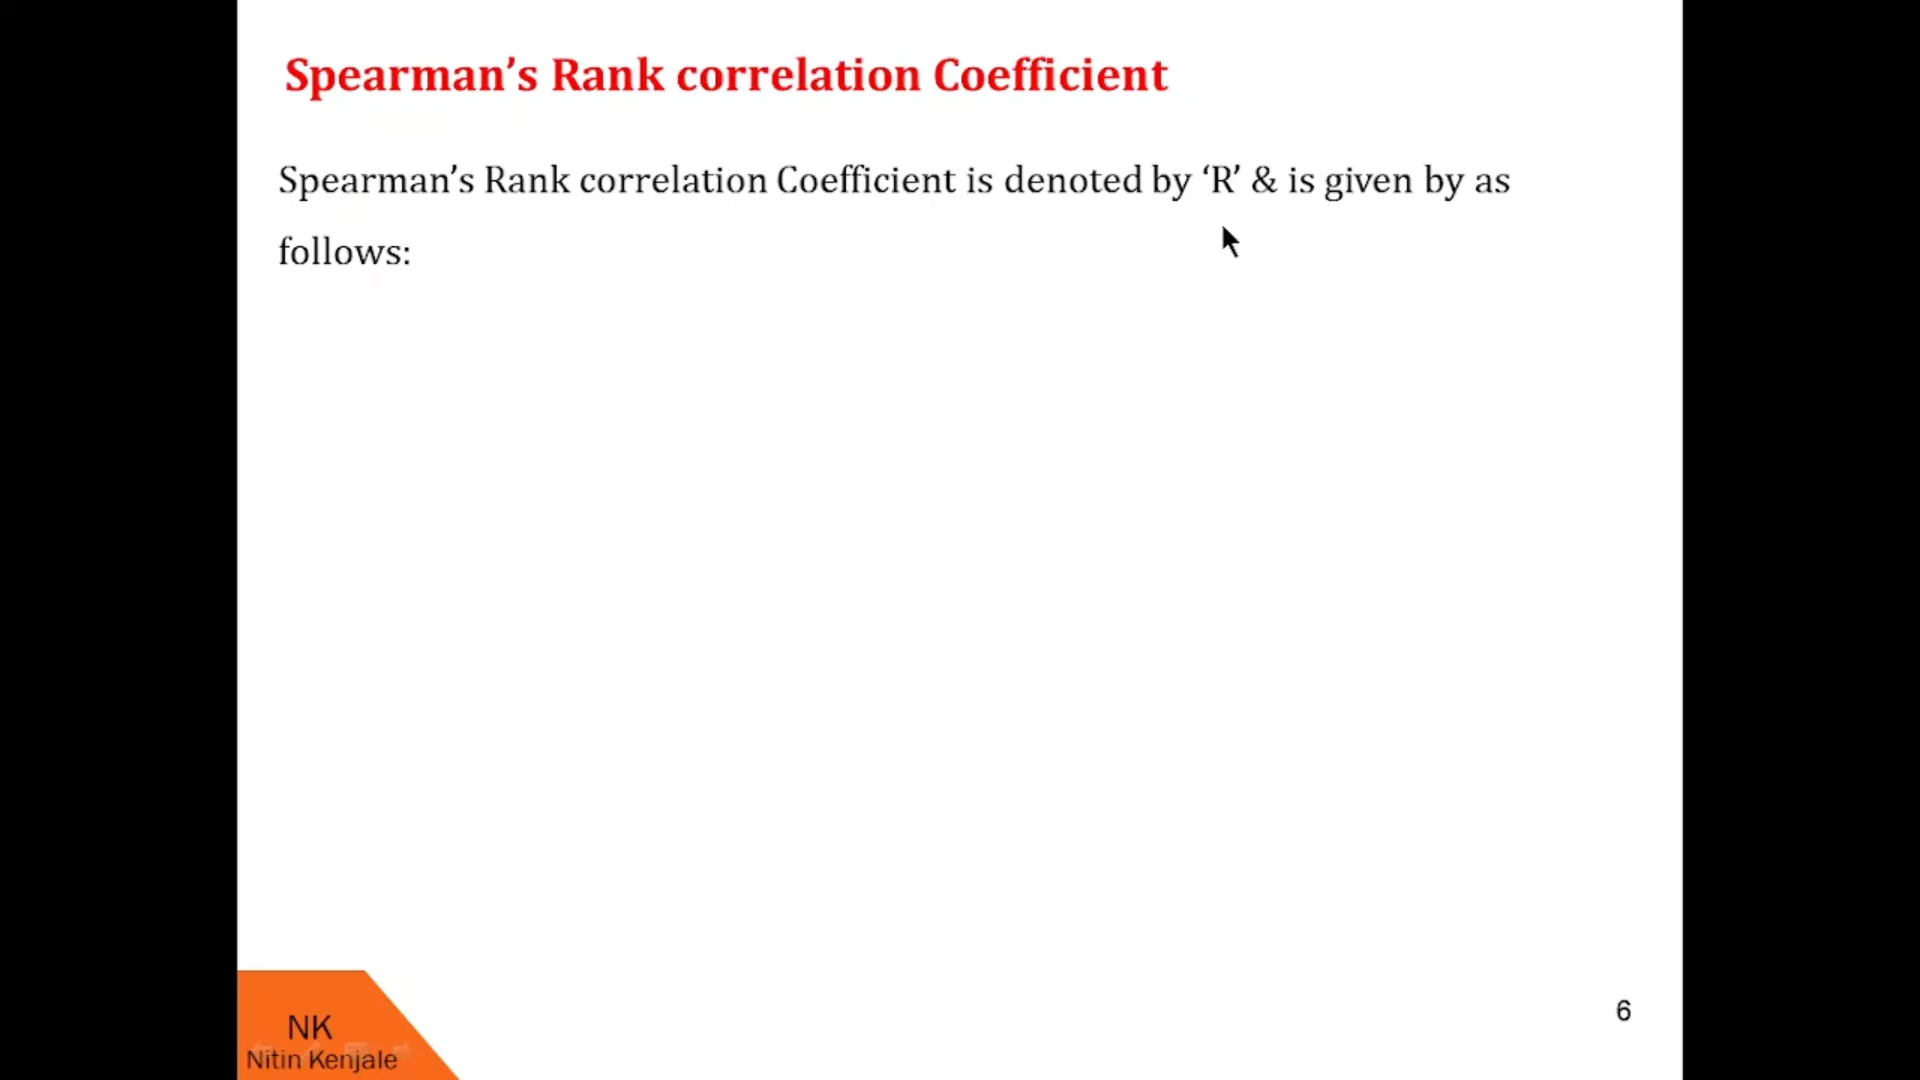 Spearman’s Rank correlation Coefficient
Spearman’s Rank correlation Coefficient is denoted by ‘R’ & is given by as
follows:
NK
Nitin Kenjale
6